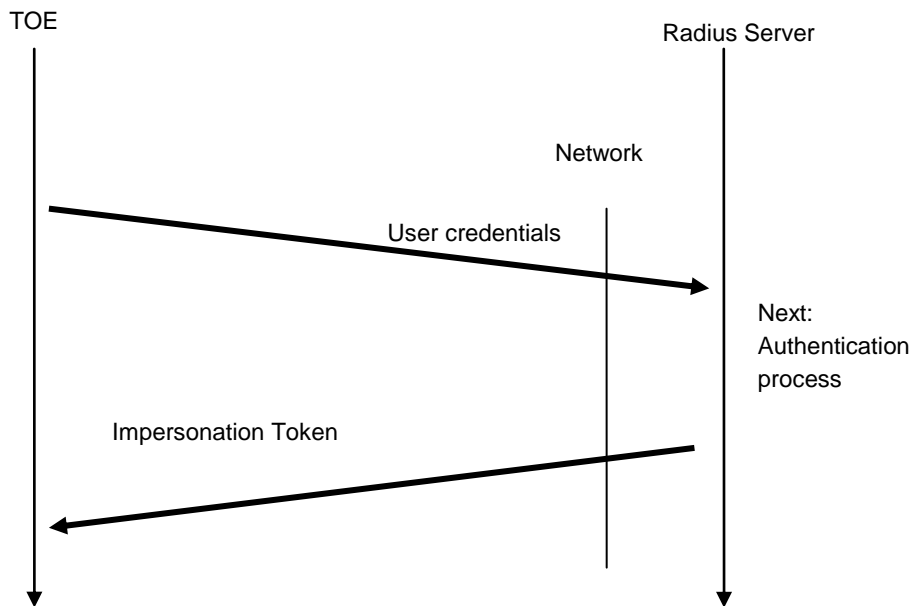 TOE
Radius Server
Network
User credentials
Next:
Authentication
process
Impersonation Token